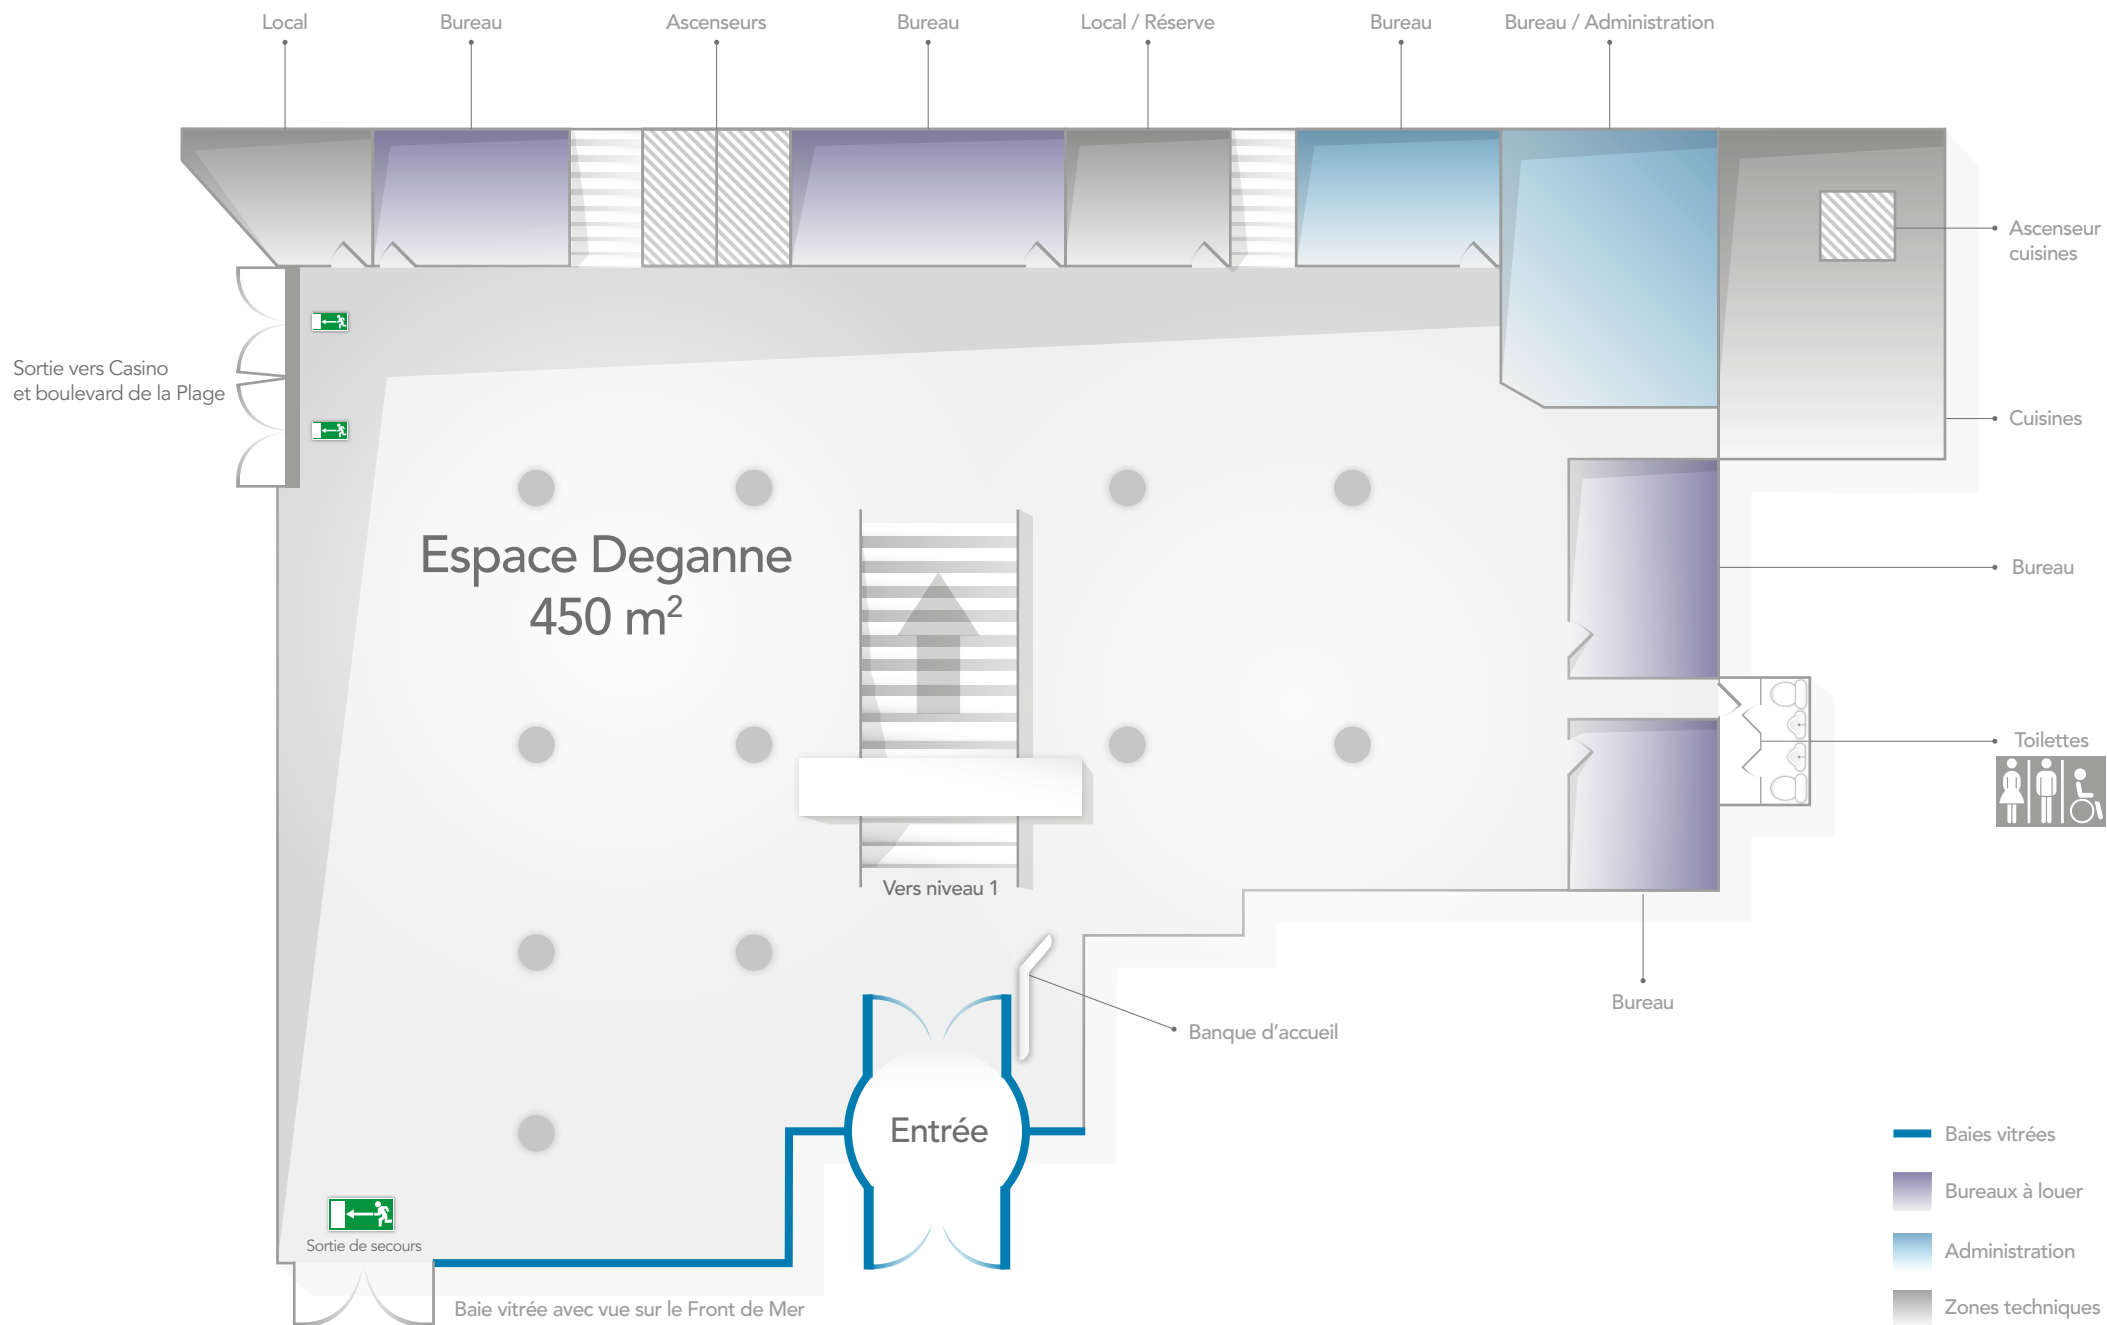 Local
Bureau
Ascenseurs
Bureau
Local / Réserve
Bureau
Bureau / Administration
Ascenseur
cuisines
Sortie vers Casino
et boulevard de la Plage
Cuisines
Espace Deganne
450 m²
Bureau
Toilettes
Vers niveau 1
Bureau
Banque d’accueil
Entrée
Sortie de secours
Baie vitrée avec vue sur le Front de Mer
Baies vitrées
Bureaux à louer
Administration
Zones techniques